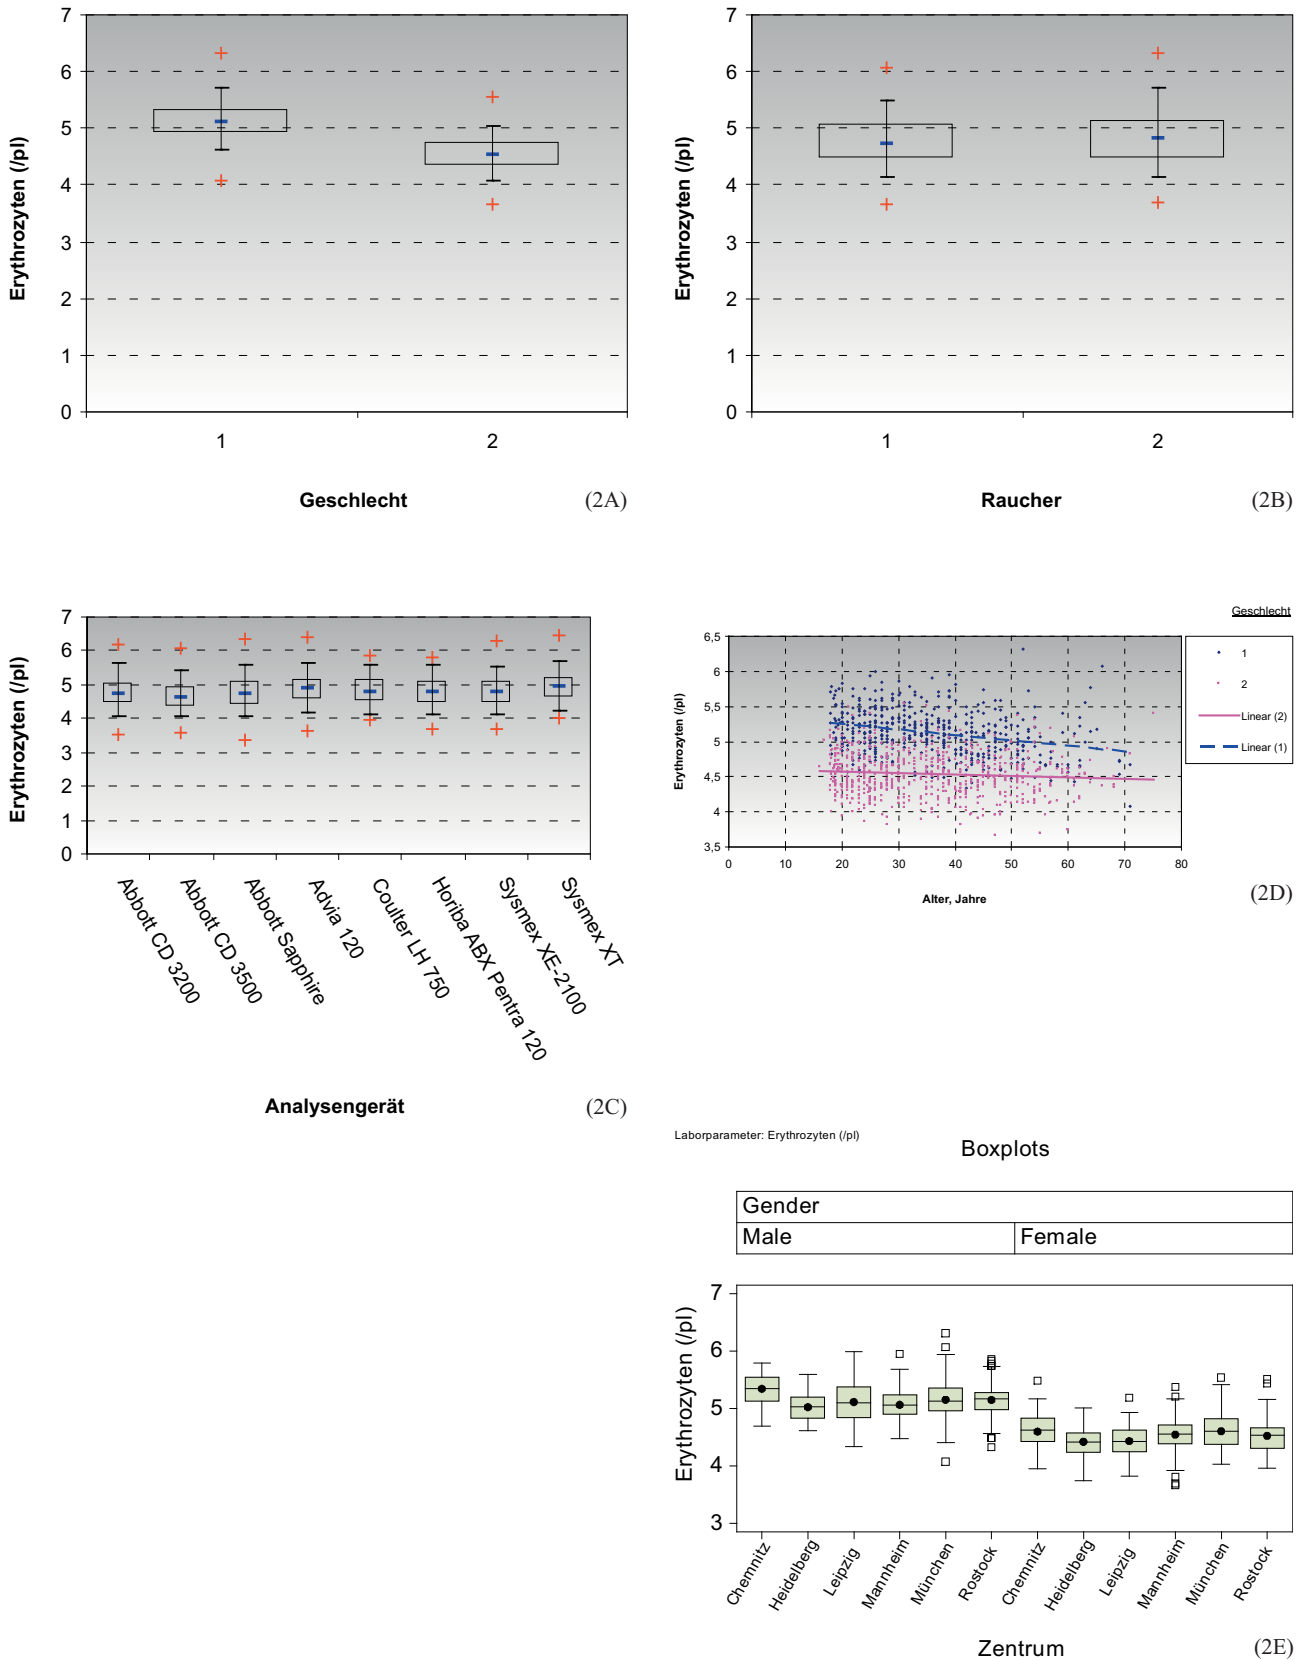 7
6
5
4
3
2
1
0
Erythrozyten (/pl)
1
2
Geschlecht
(2A)
7
6
5
4
3
2
1
0
Erythrozyten (/pl)
1
2
Raucher
(2B)
7
6
5
4
3
2
1
0
Erythrozyten (/pl)
Abbott CD 3200
Abbott CD 3500
Abbott Sapphire
Advia 120
Coulter LH 750
Horiba ABX Pentra 120
Sysmex XE-2100
Sysmex XT
Analysengerät
(2C)
Geschlecht
1
2
Linear (2)
Linear (1)
6,5
6
5,5
5
4,5
4
3,5
Erythrozyten (/pl)
0
10
20
30
40
50
60
70
80
Alter, Jahre
(2D)
Laborparameter: Erythrozyten (/pl)
Boxplots
Gender
Male
Female
7
6
5
4
3
Erythrozyten (/pl)
Chemnitz
Heidelberg
Leipzig
Mannheim
München
Rostock
Chemnitz
Heidelberg
Leipzig
Mannheim
München
Rostock
Zentrum
(2E)